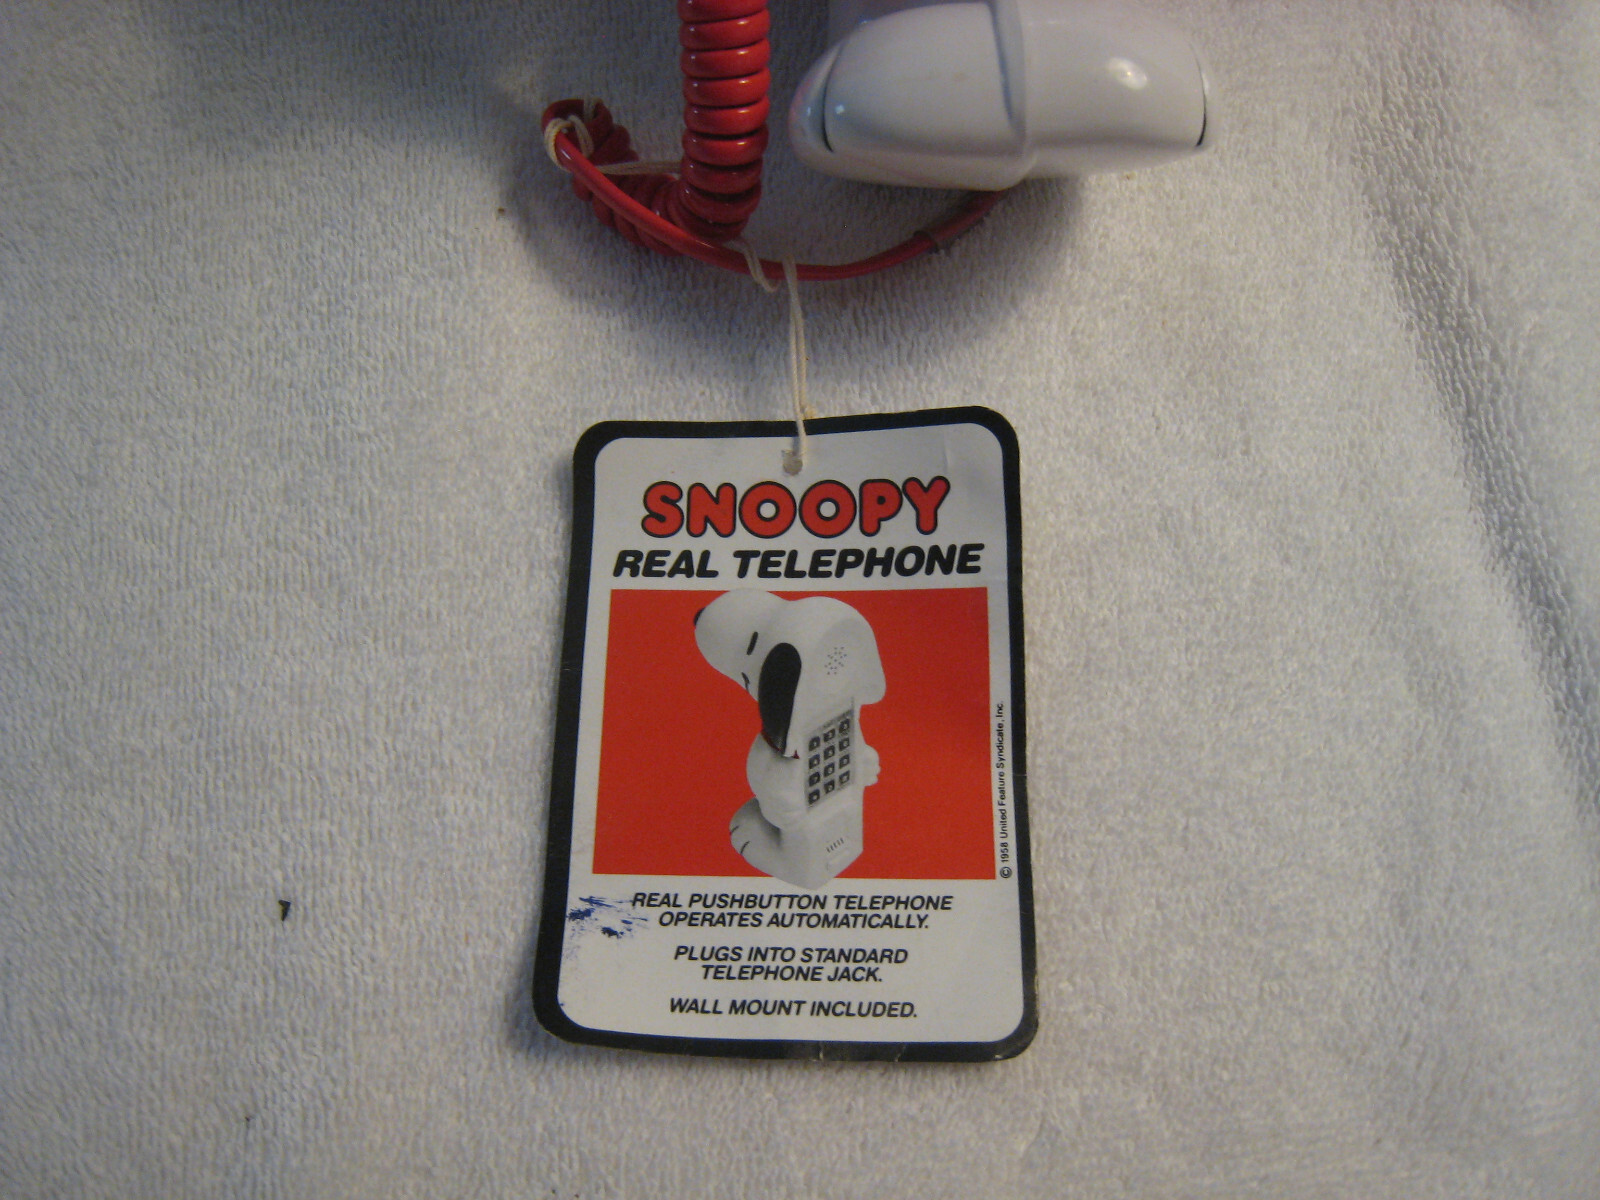 SNOOPY
REAL TELEPHONE
© 1958 United Feature Syndicate, Inc.
REAL PUSHBUTTON TELEPHONE
OPERATES AUTOMATICALLY.
PLUGS INTO STANDARD
TELEPHONE JACK.
WALL MOUNT INCLUDED.